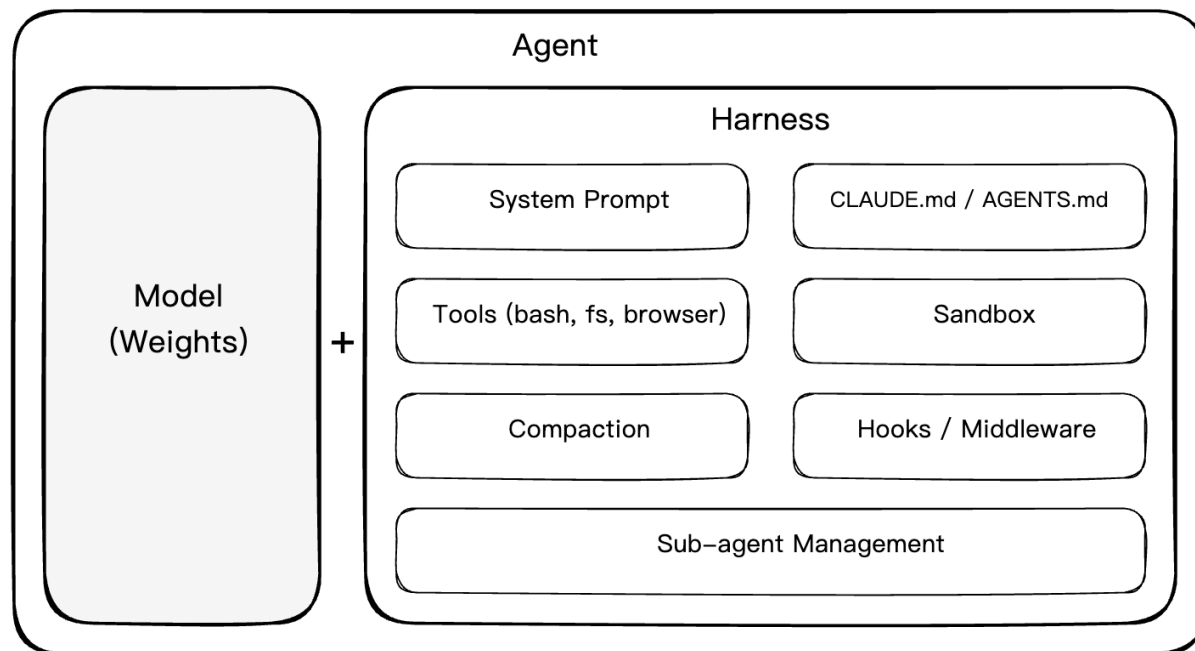 Agent
Model
(Weights)
+
Harness
System Prompt
CLAUDE.md / AGENTS.md
Tools (bash, fs, browser)
Sandbox
Compaction
Hooks / Middleware
Sub-agent Management